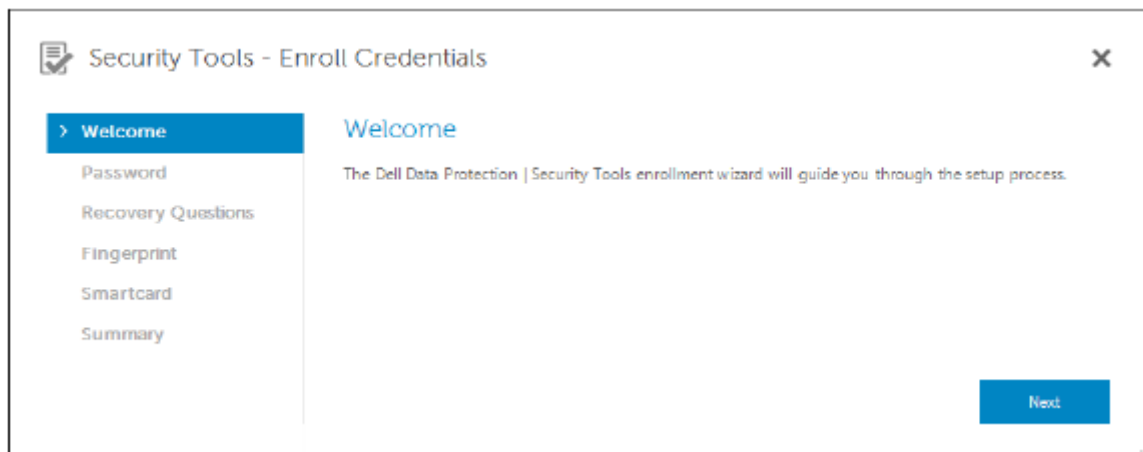 Security Tools - Enroll Credentials
> Welcome
Password
Recovery Questions
Fingerprint
Smartcard
Summary
Welcome
The Dell Data Protection | Security Tools enrollment wizard will guide you through the setup process.
Next